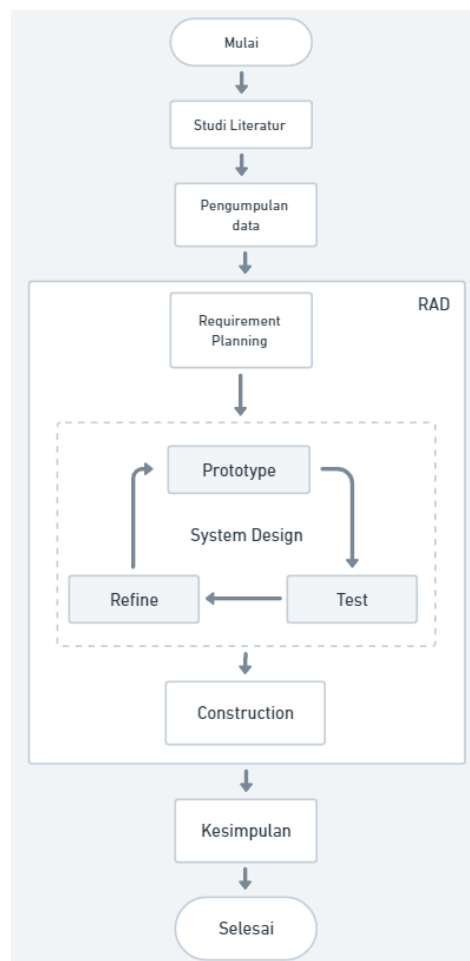 Mulai
Studi Literatur
Pengumpulan
data
RAD
Requirement
Planning
Prototype
System Design
Refine
Test
Construction
Kesimpulan
Selesai